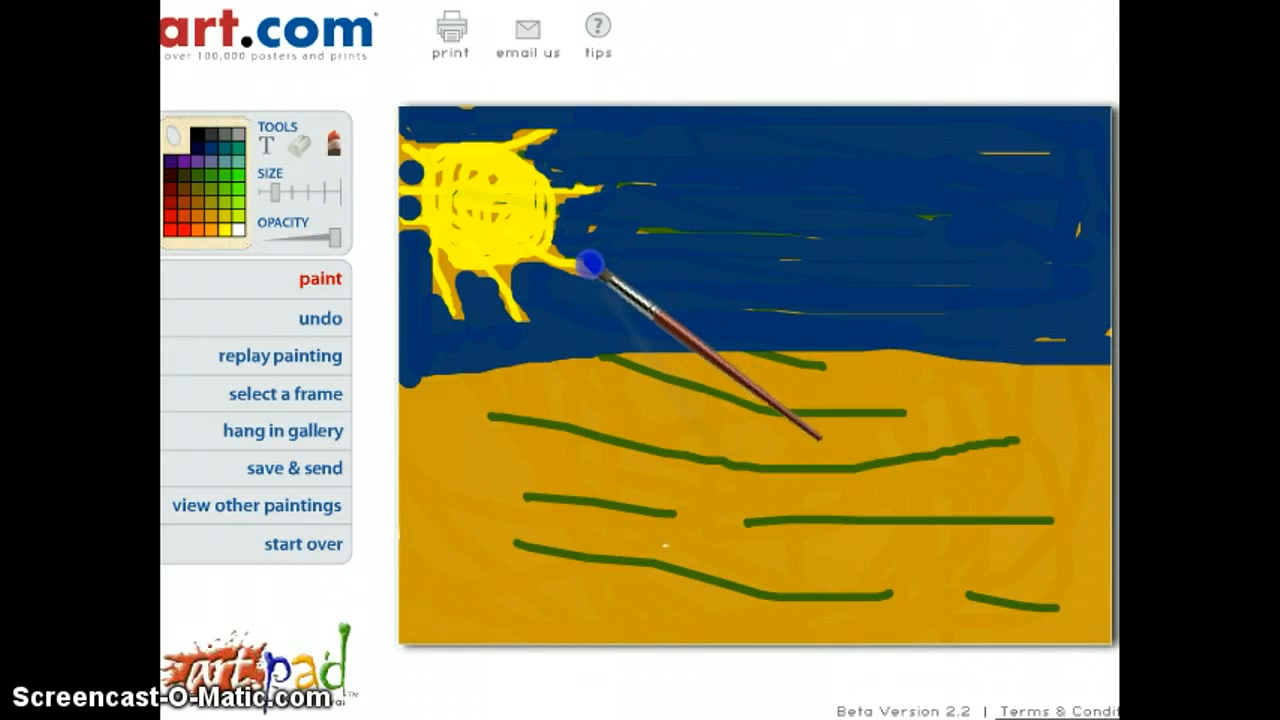 art.com
over 100,000 posters and prints
print
email us
tips
TOOLS
T
SIZE
OPACITY
paint
undo
replay painting
select a frame
hang in gallery
save & send
view other paintings
start over
art pad
Screencast-O-Matic.com
Beta Version 2.2 | Terms & Condit